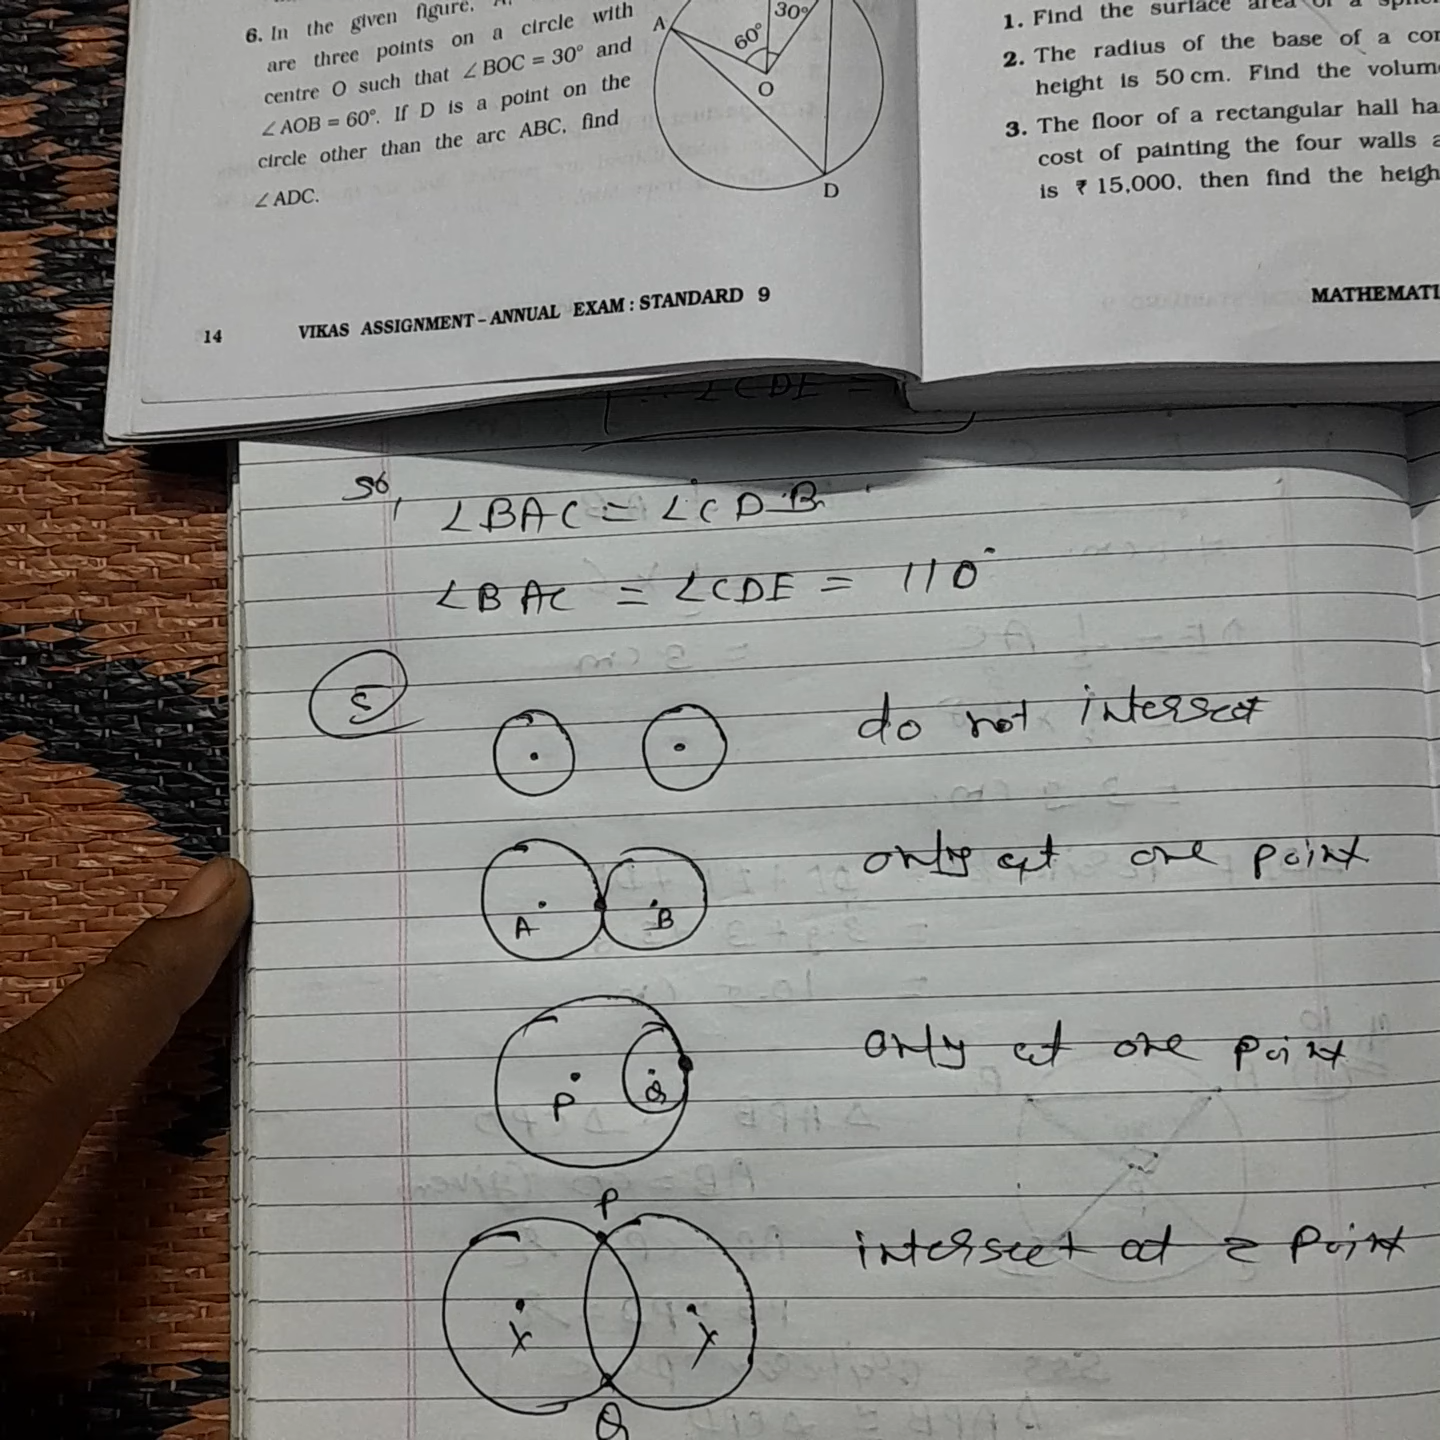 6. In the given figure,
are three points on a circle with
centre O such that ∠BOC = 30° and
∠AOB = 60°. If D is a point on the
circle other than the arc ABC, find
∠ADC.
A
60°
30°
O
D
14
VIKAS ASSIGNMENT – ANNUAL EXAM : STANDARD 9
1. Find the surface area of a
2. The radius of the base of a
height is 50 cm. Find the
3. The floor of a rectangular hall
cost of painting the four walls
is ₹ 15,000, then find the
∠CDE =
So,
∠BAC = ∠CDB
∠BAC = ∠CDE = 110°
do not intersect
only at one point
A
B
only at one point
P
Q
P
intersect at 2 point
X
Y
Q